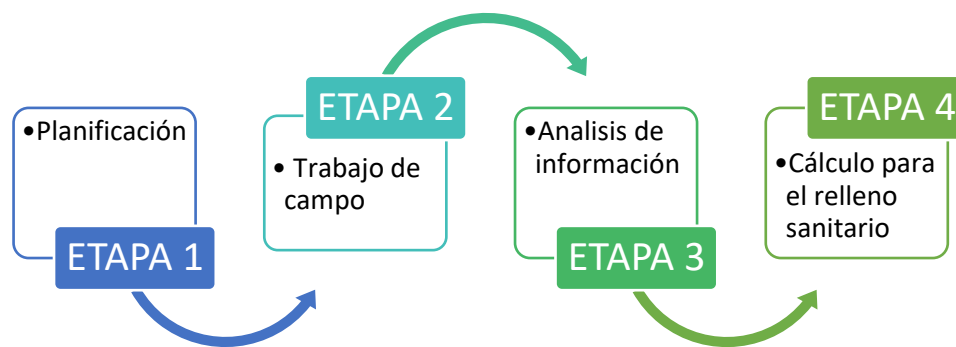 •Planificación
ETAPA 1
ETAPA 2
• Trabajo de
campo
•Analisis de
información
ETAPA 3
ETAPA 4
•Cálculo para
el relleno
sanitario